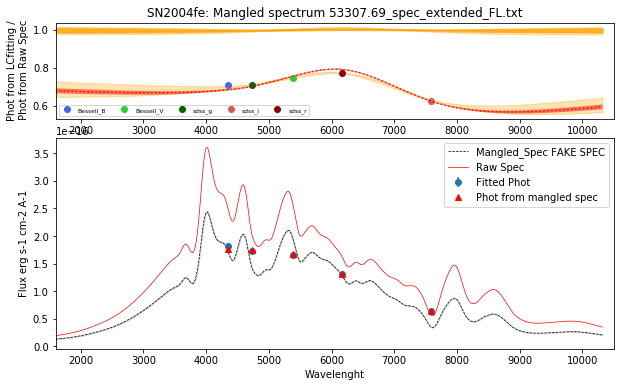 SN2004fe: Mangled spectrum 53307.69_spec_extended_FL.txt
Phot from LCfitting /
Phot from Raw Spec
1.0
0.8
0.6
Bessell_B
Bessell_V
sdss_g
sdss_i
sdss_r
2000 3000 4000 5000 6000 7000 8000 9000 10000
Flux erg s-1 cm-2 A-1
3.5
3.0
2.5
2.0
1.5
1.0
0.5
0.0
Mangled_Spec FAKE SPEC
Raw Spec
Fitted Phot
Phot from mangled spec
2000 3000 4000 5000 6000 7000 8000 9000 10000
Wavelenght